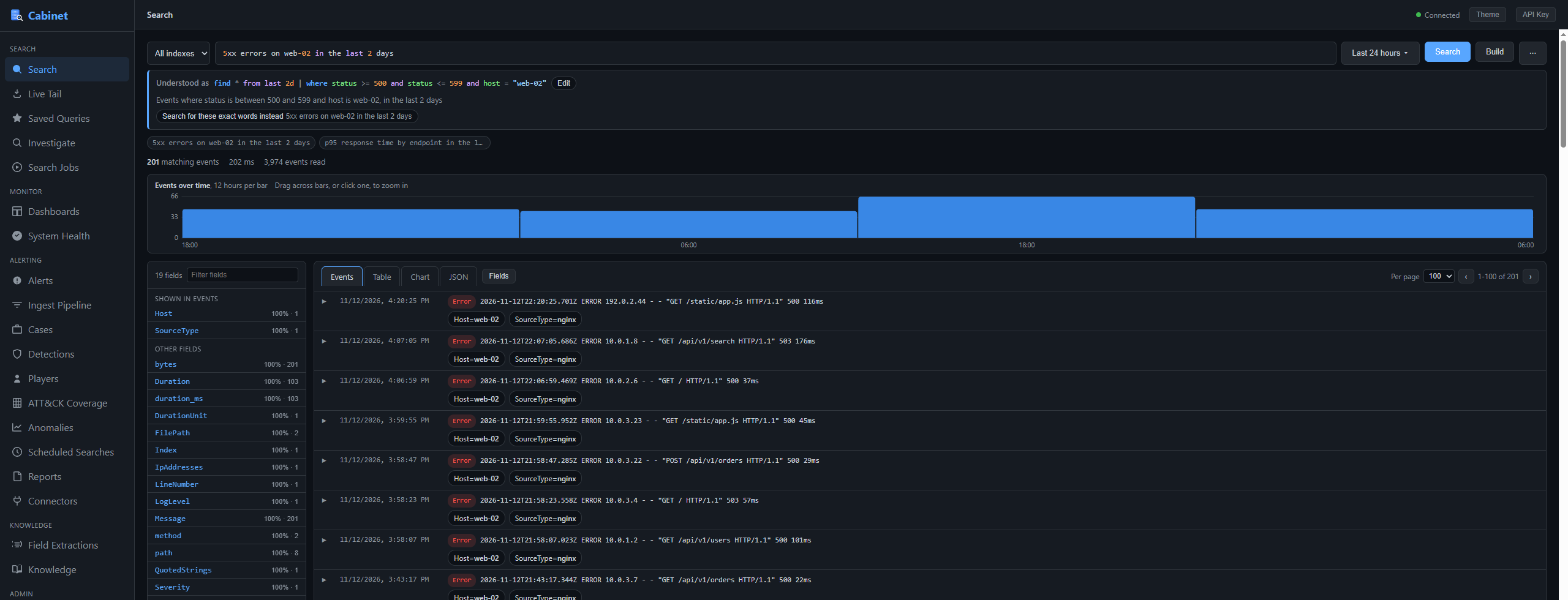 Cabinet
Search
Connected
Theme
API Key
SEARCH
Search
Live Tail
Saved Queries
Investigate
Search Jobs
MONITOR
Dashboards
System Health
ALERTING
Alerts
Ingest Pipeline
Cases
Detections
Players
ATT&CK Coverage
Anomalies
Scheduled Searches
Reports
Connectors
KNOWLEDGE
Field Extractions
Knowledge
ADMIN
All indexes
5xx errors on web-02 in the last 2 days
Last 24 hours
Search
Build
...
Understood as find * from last 2d | where status >= 500 and status <= 599 and host = "web-02" Edit
Events where status is between 500 and 599 and host is web-02, in the last 2 days
Search for these exact words instead 5xx errors on web-02 in the last 2 days
5xx errors on web-02 in the last 2 days
p95 response time by endpoint in the l…
201 matching events 202 ms 3,974 events read
Events over time, 12 hours per bar Drag across bars, or click one, to zoom in
66
33
0
18:00 06:00 18:00 06:00
19 fields Filter fields
SHOWN IN EVENTS
Host 100% · 1
SourceType 100% · 1
OTHER FIELDS
bytes 100% · 201
Duration 100% · 103
duration_ms 100% · 103
DurationUnit 100% · 1
FilePath 100% · 2
Index 100% · 1
IpAddresses 100% · 1
LineNumber 100% · 1
LogLevel 100% · 1
Message 100% · 201
method 100% · 2
path 100% · 8
QuotedStrings 100% · 1
Severity 100% · 1
Events Table Chart JSON Fields
Per page 100 ‹ 1-100 of 201 ›
11/12/2026, 4:20:25 PM Error 2026-11-12T22:20:25.701Z ERROR 192.0.2.44 - - "GET /static/app.js HTTP/1.1" 500 116ms
Host=web-02 SourceType=nginx
11/12/2026, 4:07:05 PM Error 2026-11-12T22:07:05.686Z ERROR 10.0.1.8 - - "GET /api/v1/search HTTP/1.1" 503 176ms
Host=web-02 SourceType=nginx
11/12/2026, 4:06:59 PM Error 2026-11-12T22:06:59.469Z ERROR 10.0.2.6 - - "GET / HTTP/1.1" 500 37ms
Host=web-02 SourceType=nginx
11/12/2026, 3:59:55 PM Error 2026-11-12T21:59:55.952Z ERROR 10.0.3.23 - - "GET /static/app.js HTTP/1.1" 500 45ms
Host=web-02 SourceType=nginx
11/12/2026, 3:58:47 PM Error 2026-11-12T21:58:47.285Z ERROR 10.0.3.22 - - "POST /api/v1/orders HTTP/1.1" 500 29ms
Host=web-02 SourceType=nginx
11/12/2026, 3:58:23 PM Error 2026-11-12T21:58:23.558Z ERROR 10.0.3.4 - - "GET / HTTP/1.1" 503 57ms
Host=web-02 SourceType=nginx
11/12/2026, 3:58:07 PM Error 2026-11-12T21:58:07.023Z ERROR 10.0.1.2 - - "GET /api/v1/users HTTP/1.1" 500 101ms
Host=web-02 SourceType=nginx
11/12/2026, 3:43:17 PM Error 2026-11-12T21:43:17.344Z ERROR 10.0.3.7 - - "GET /api/v1/orders HTTP/1.1" 500 22ms
Host=web-02 SourceType=nginx